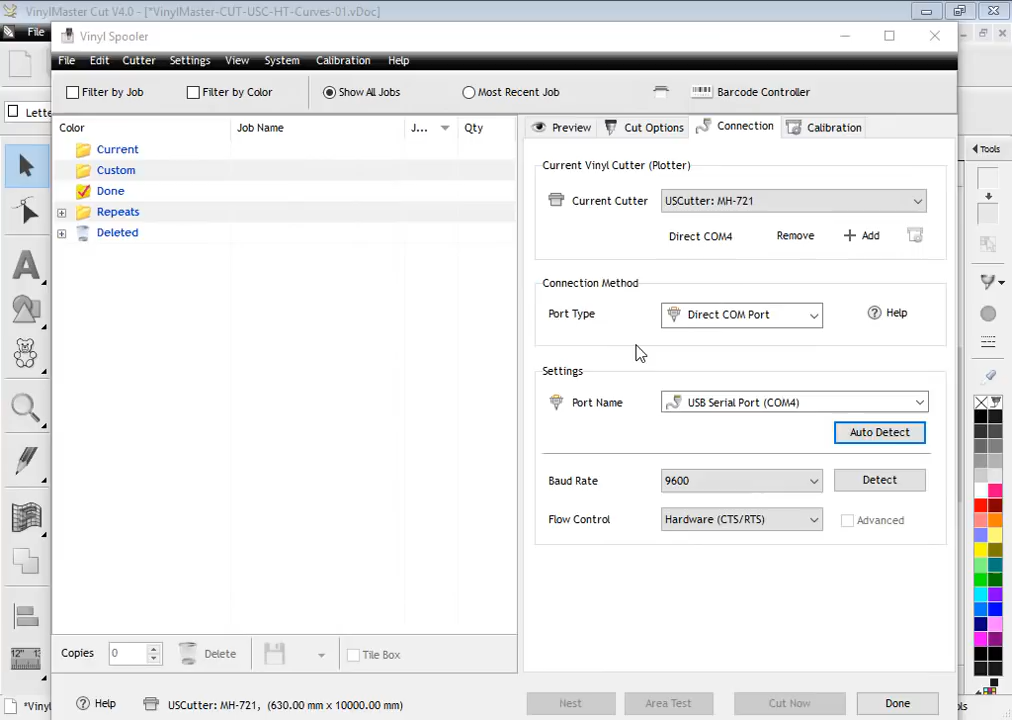 VinylMaster Cut V4.0 - [*VinylMaster-CUT-USC-HT-Curves-01.vDoc]
File
Vinyl Spooler
File Edit Cutter Settings View System Calibration Help
Filter by Job Filter by Color Show All Jobs Most Recent Job Barcode Controller
Lette
Color Job Name J... Qty
Preview Cut Options Connection Calibration
Current
Custom
Done
Repeats
Deleted
Tools
Current Vinyl Cutter (Plotter)
Current Cutter USCutter: MH-721
Direct COM4 Remove Add
Connection Method
Port Type Direct COM Port Help
Settings
Port Name USB Serial Port (COM4)
Auto Detect
Baud Rate 9600 Detect
Flow Control Hardware (CTS/RTS) Advanced
12"
Copies 0 Delete Tile Box
*Vinyl
Help USCutter: MH-721, (630.00 mm x 10000.00 mm)
Nest Area Test Cut Now Done
ls